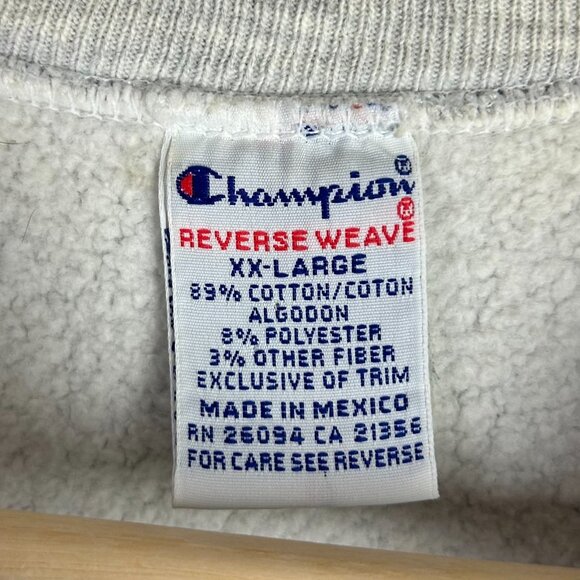 Champion®
REVERSE WEAVE®
XX-LARGE
89% COTTON/COTON
ALGODON
8% POLYESTER
3% OTHER FIBER
EXCLUSIVE OF TRIM
MADE IN MEXICO
RN 26094 CA 21356
FOR CARE SEE REVERSE